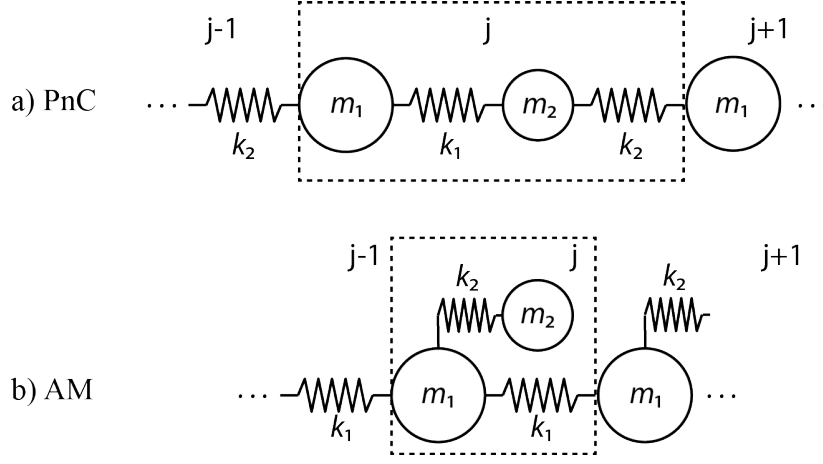 j-1 j j+1
a) PnC ··· m₁ m₂ m₁ ··
k₂ k₁ k₂
j-1 j j+1
k₂ k₂
m₂
b) AM ··· m₁ m₁ ···
k₁ k₁